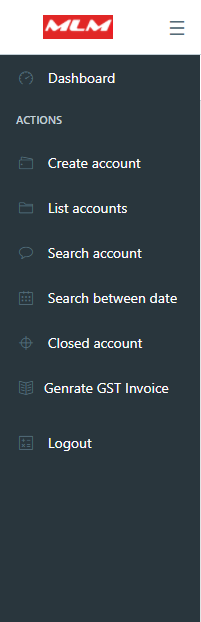 MLM
Dashboard
ACTIONS
Create account
List accounts
Search account
Search between date
Closed account
Genrate GST Invoice
Logout